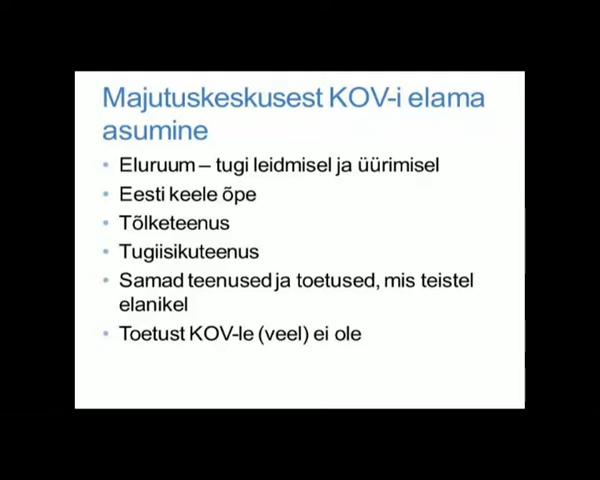 Majutuskeskusest KOV-i elama
asumine
• Eluruum – tugi leidmisel ja üürimisel
• Eesti keele õpe
• Tõlketeenus
• Tugiisikuteenus
• Samad teenused ja toetused, mis teistel
elanikel
• Toetust KOV-le (veel) ei ole